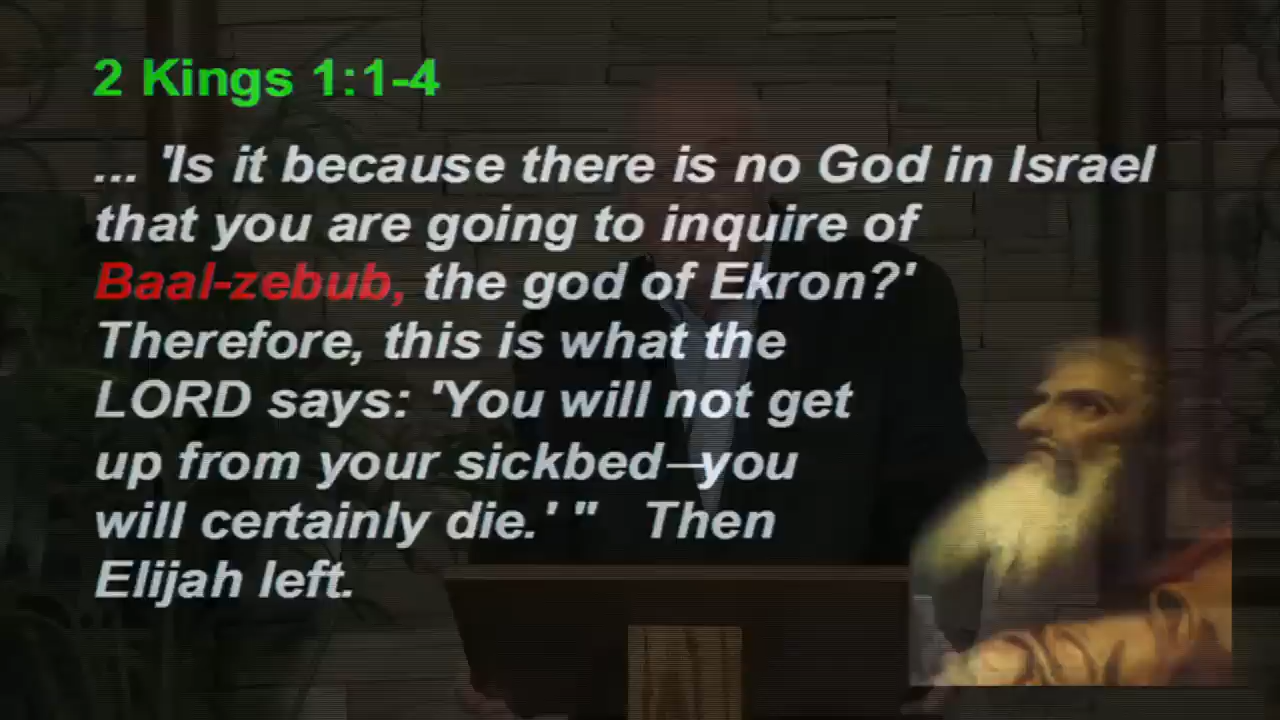 2 Kings 1:1-4
... 'Is it because there is no God in Israel
that you are going to inquire of
Baal-zebub, the god of Ekron?'
Therefore, this is what the
LORD says: 'You will not get
up from your sickbed—you
will certainly die.' "   Then
Elijah left.